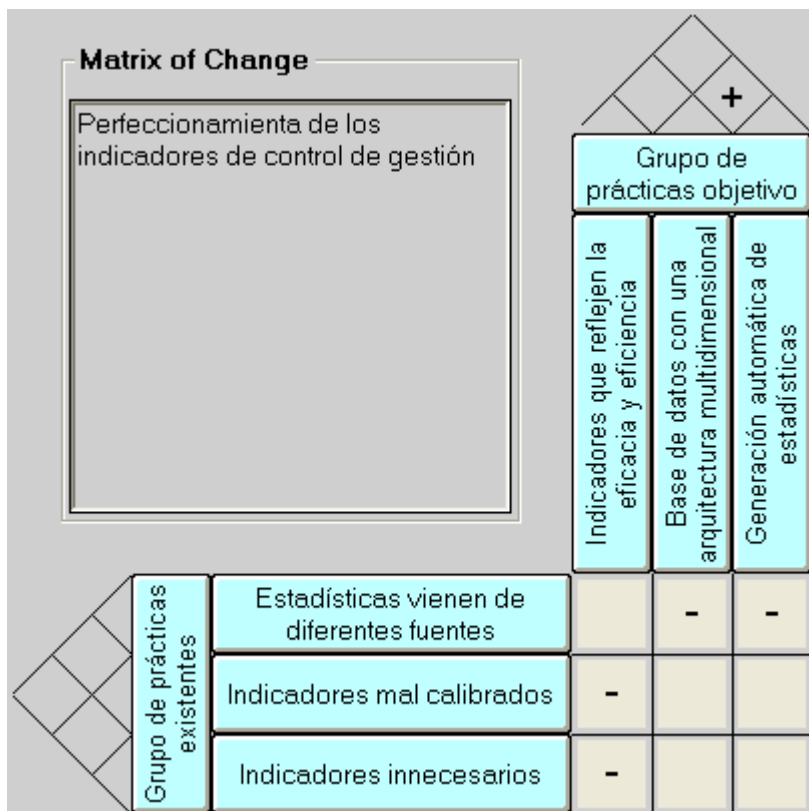 Matrix of Change
Perfeccionamienta de los
indicadores de control de gestión
+
Grupo de
prácticas objetivo
Indicadores que reflejen la
eficacia y eficiencia
Base de datos con una
arquitectura multidimensional
Generación automática de
estadísticas
Grupo de prácticas
existentes
Estadísticas vienen de
diferentes fuentes
- -
Indicadores mal calibrados
-
Indicadores innecesarios
-